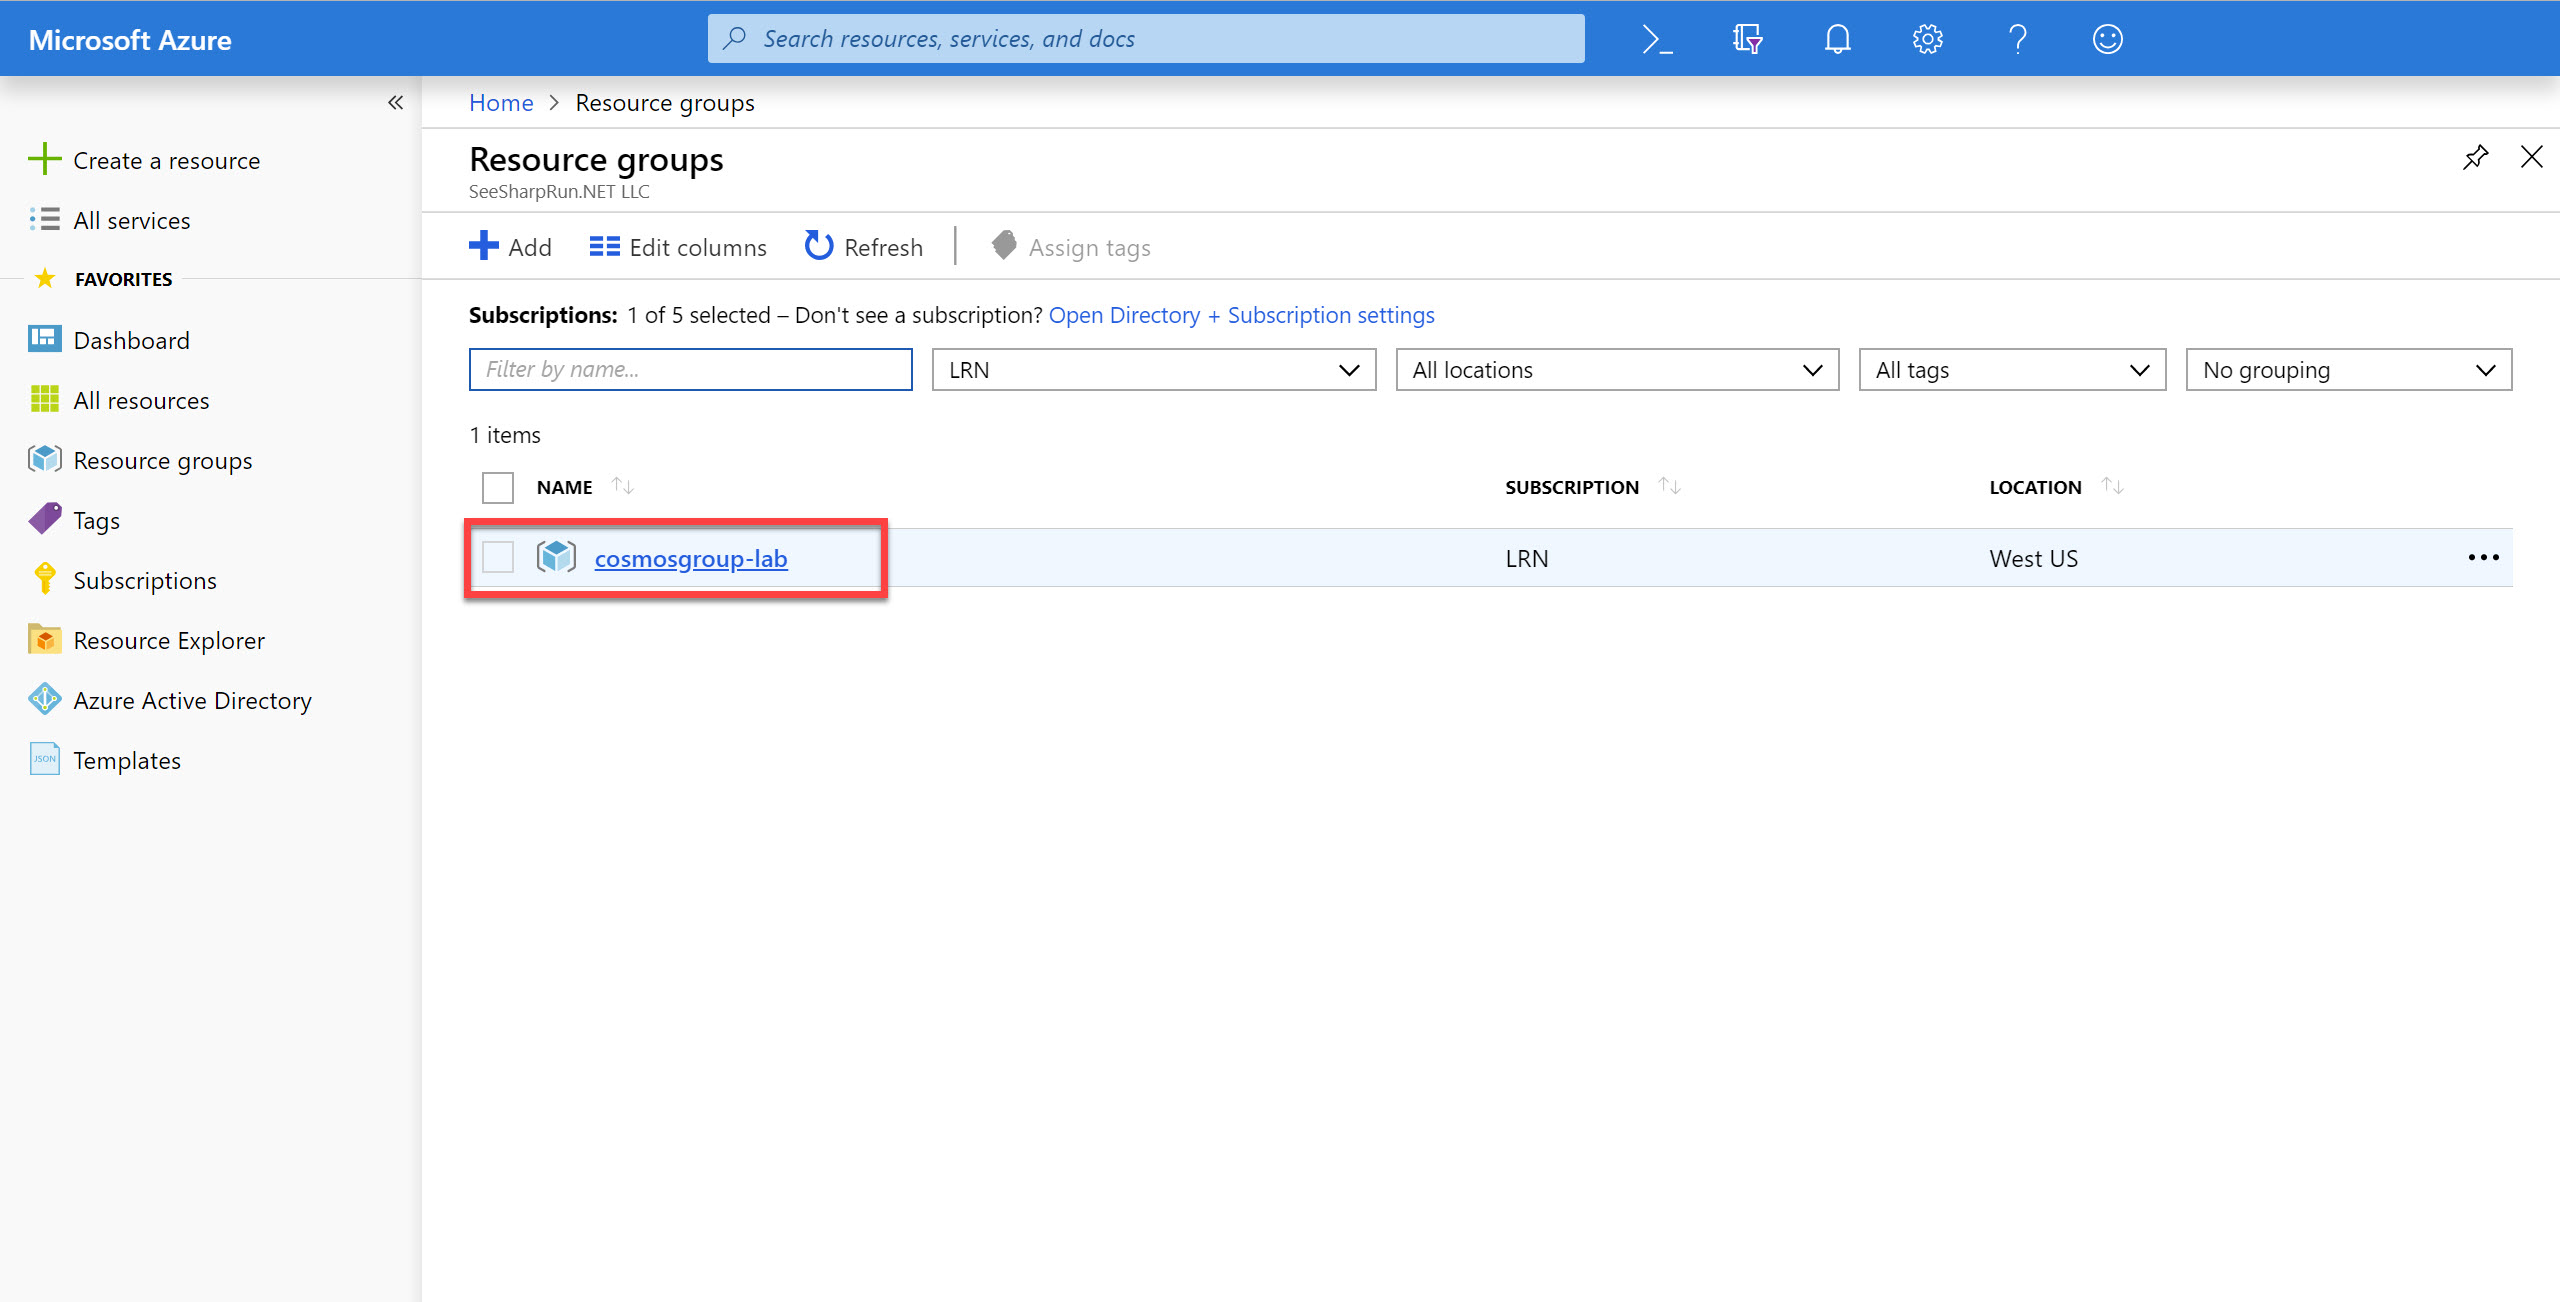 Microsoft Azure
Search resources, services, and docs
Home > Resource groups
Create a resource
All services
FAVORITES
Dashboard
All resources
Resource groups
Tags
Subscriptions
Resource Explorer
Azure Active Directory
JSON
Templates
Resource groups
SeeSharpRun.NET LLC
Add Edit columns Refresh Assign tags
Subscriptions: 1 of 5 selected – Don't see a subscription? Open Directory + Subscription settings
Filter by name... LRN All locations All tags No grouping
1 items
NAME SUBSCRIPTION LOCATION
cosmosgroup-lab LRN West US